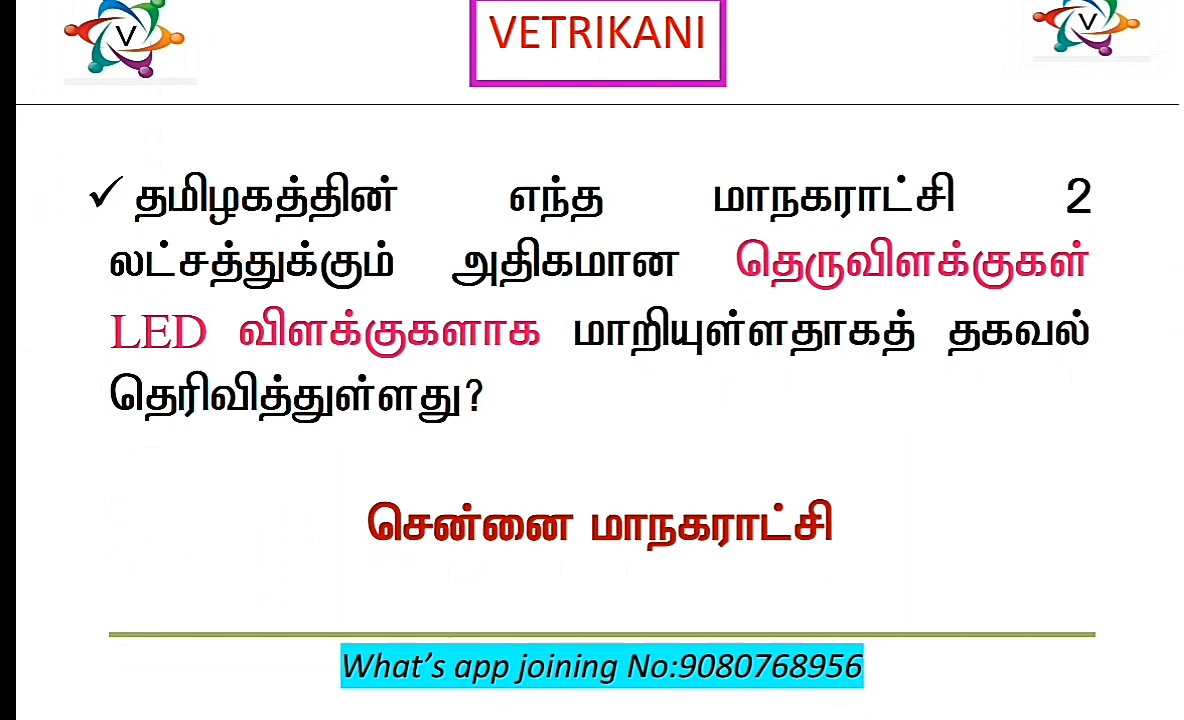 V
VETRIKANI
V
✓ தமிழகத்தின் எந்த மாநகராட்சி 2
லட்சத்துக்கும் அதிகமான தெருவிளக்குகள்
LED விளக்குகளாக மாறியுள்ளதாகத் தகவல்
தெரிவித்துள்ளது?
சென்னை மாநகராட்சி
What's app joining No:9080768956